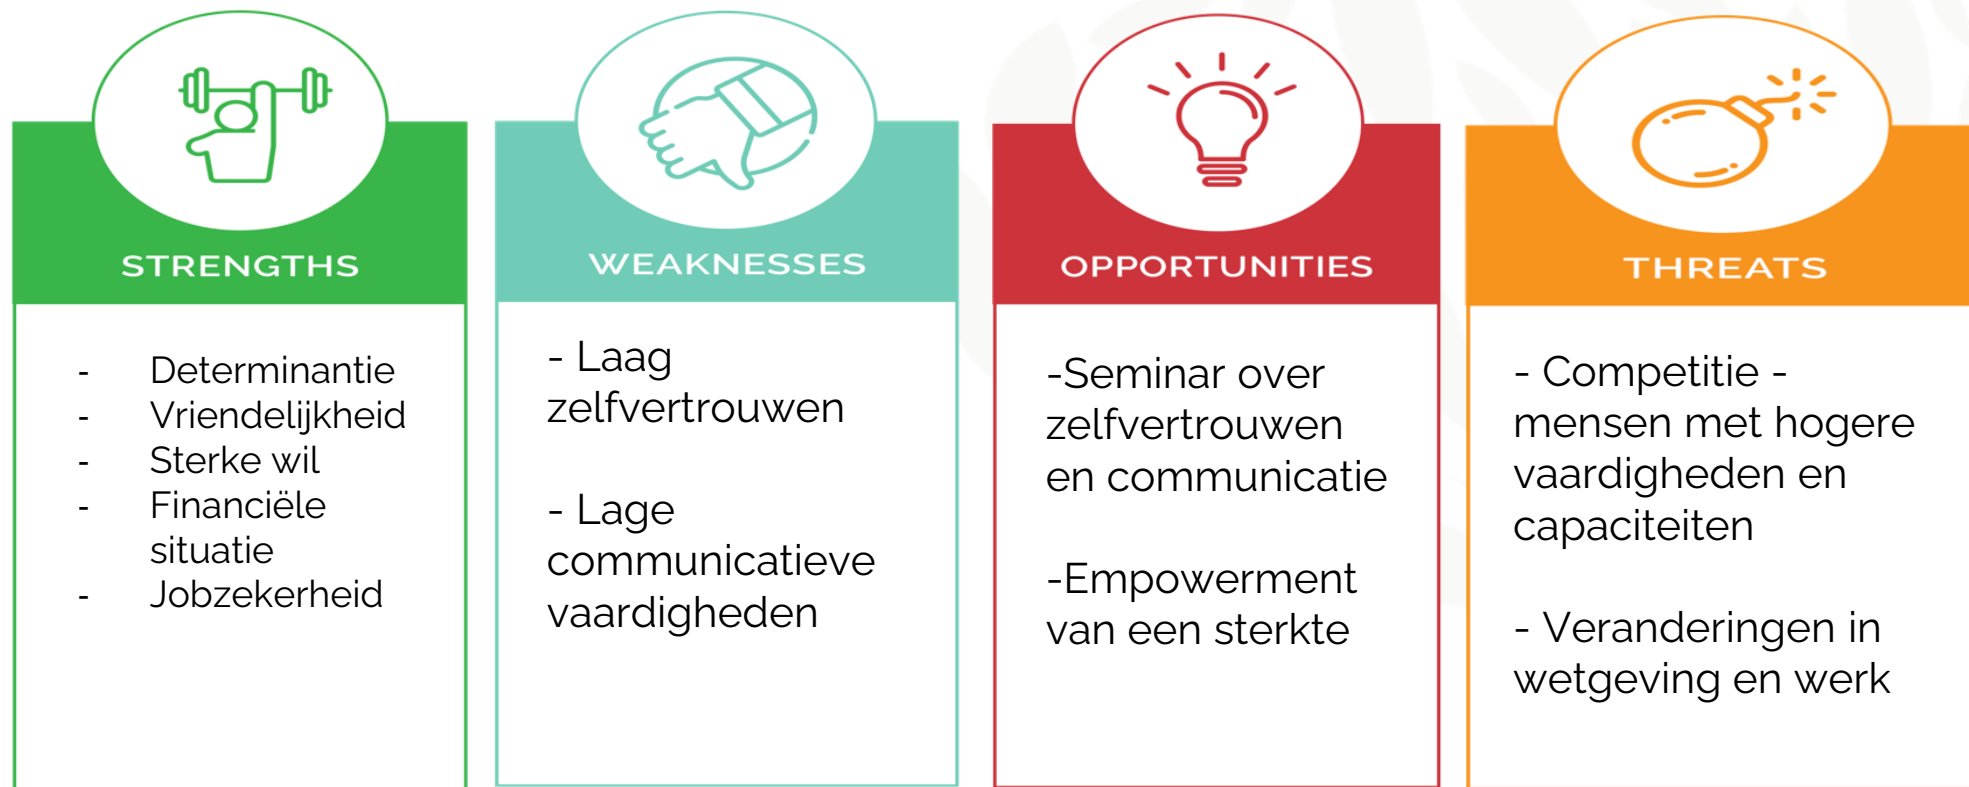 STRENGTHS
- Determinantie
- Vriendelijkheid
- Sterke wil
- Financiële
situatie
- Jobzekerheid
WEAKNESSES
- Laag
zelfvertrouwen
- Lage
communicatieve
vaardigheden
OPPORTUNITIES
-Seminar over
zelfvertrouwen
en communicatie
-Empowerment
van een sterkte
THREATS
- Competitie -
mensen met hogere
vaardigheden en
capaciteiten
- Veranderingen in
wetgeving en werk